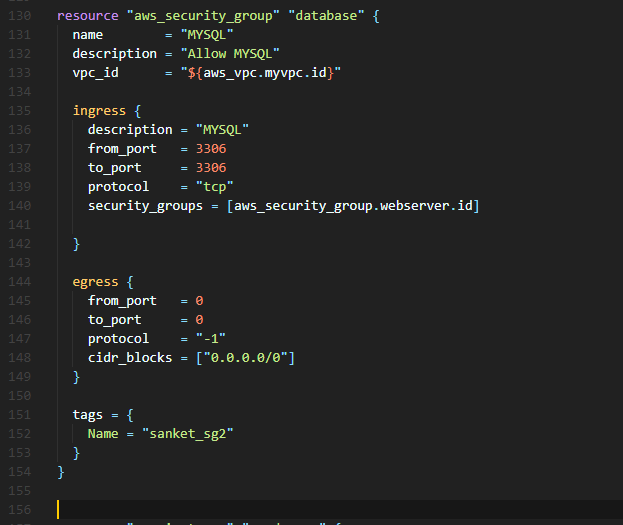 130 resource "aws_security_group" "database" {
131   name        = "MYSQL"
132   description = "Allow MYSQL"
133   vpc_id      = "${aws_vpc.myvpc.id}"
134
135   ingress {
136     description = "MYSQL"
137     from_port   = 3306
138     to_port     = 3306
139     protocol    = "tcp"
140     security_groups = [aws_security_group.webserver.id]
141
142   }
143
144   egress {
145     from_port   = 0
146     to_port     = 0
147     protocol    = "-1"
148     cidr_blocks = ["0.0.0.0/0"]
149   }
150
151   tags = {
152     Name = "sanket_sg2"
153   }
154 }
155
156